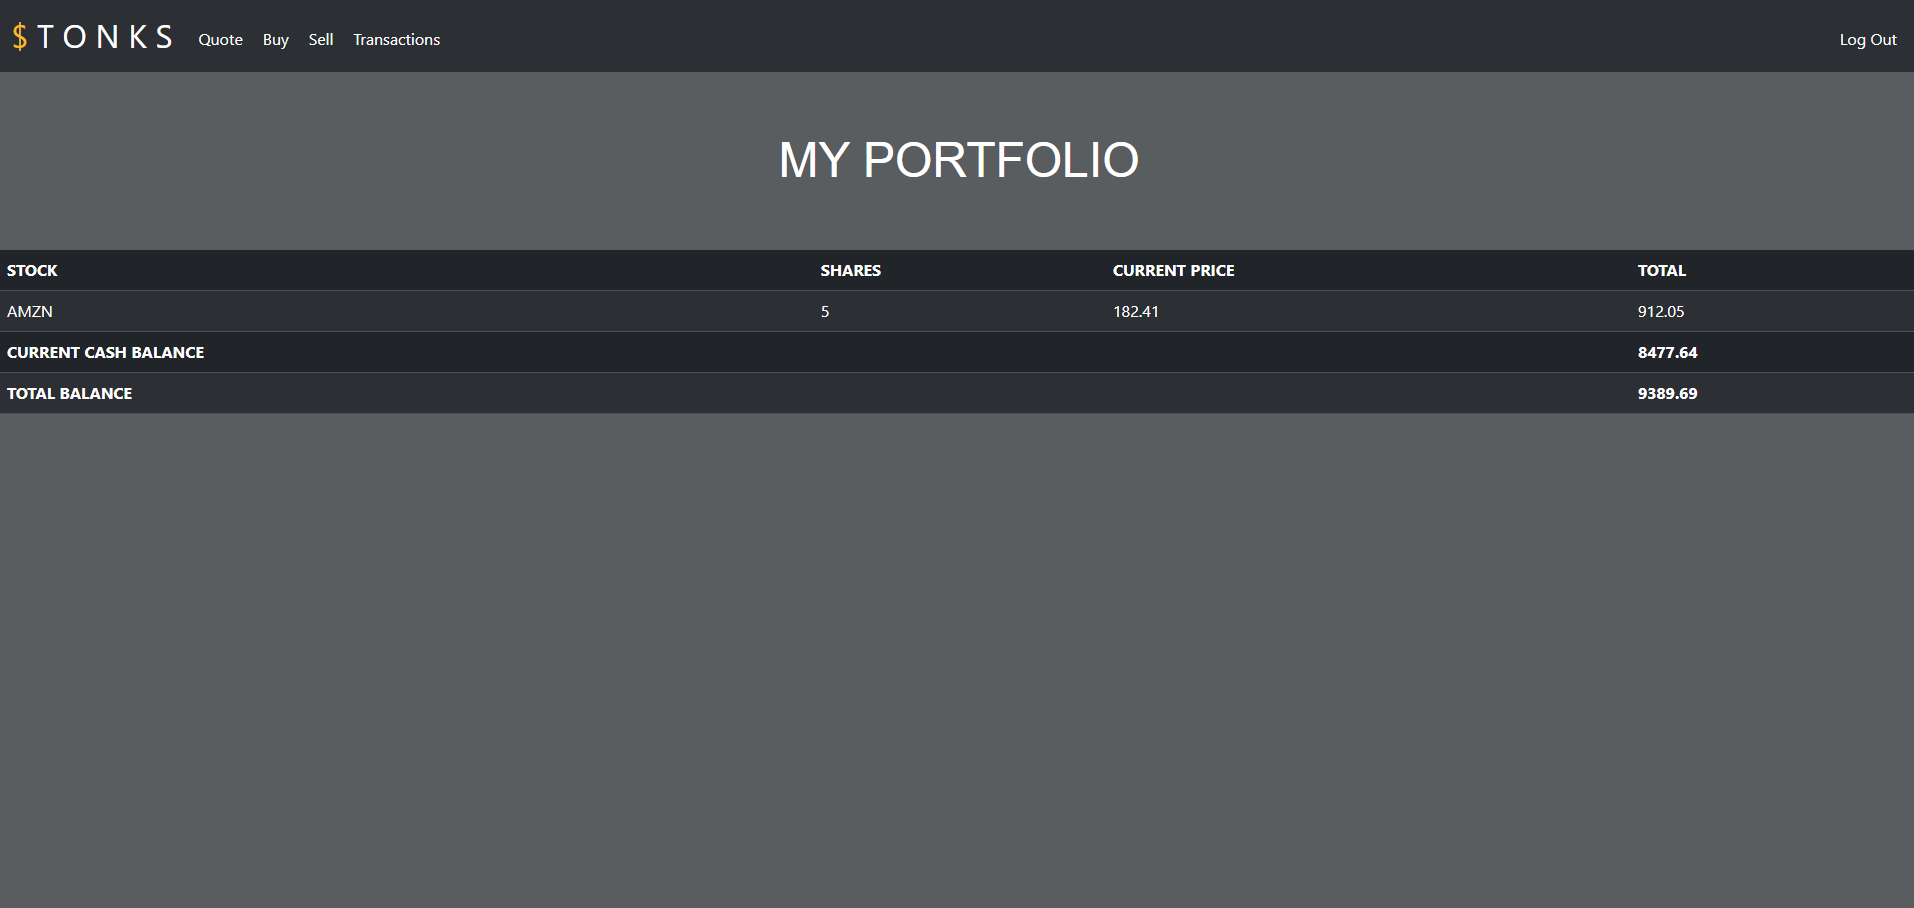 $TONKS Quote Buy Sell Transactions Log Out
MY PORTFOLIO
STOCK SHARES CURRENT PRICE TOTAL
AMZN 5 182.41 912.05
CURRENT CASH BALANCE 8477.64
TOTAL BALANCE 9389.69